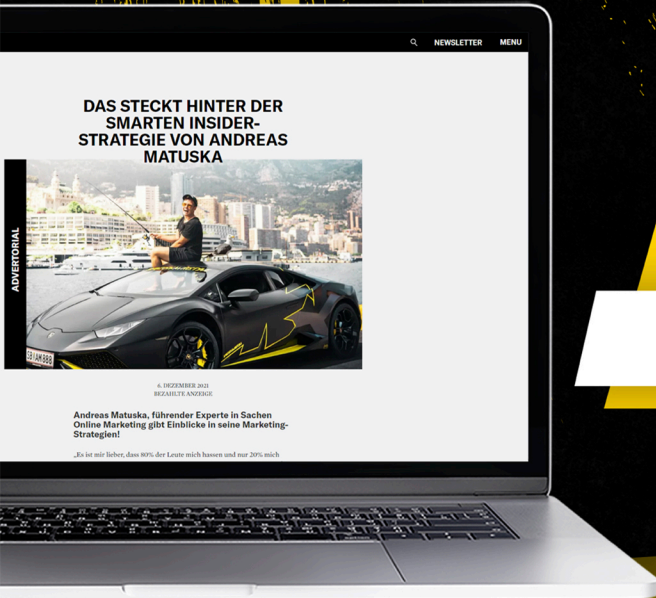 NEWSLETTER MENU
DAS STECKT HINTER DER
SMARTEN INSIDER-
STRATEGIE VON ANDREAS
MATUSKA
ADVERTORIAL
6. DEZEMBER 2021
BEZAHLTE ANZEIGE
Andreas Matuska, führender Experte in Sachen
Online Marketing gibt Einblicke in seine Marketing-
Strategien!
„Es ist mir lieber, dass 80% der Leute mich hassen und nur 20% mich